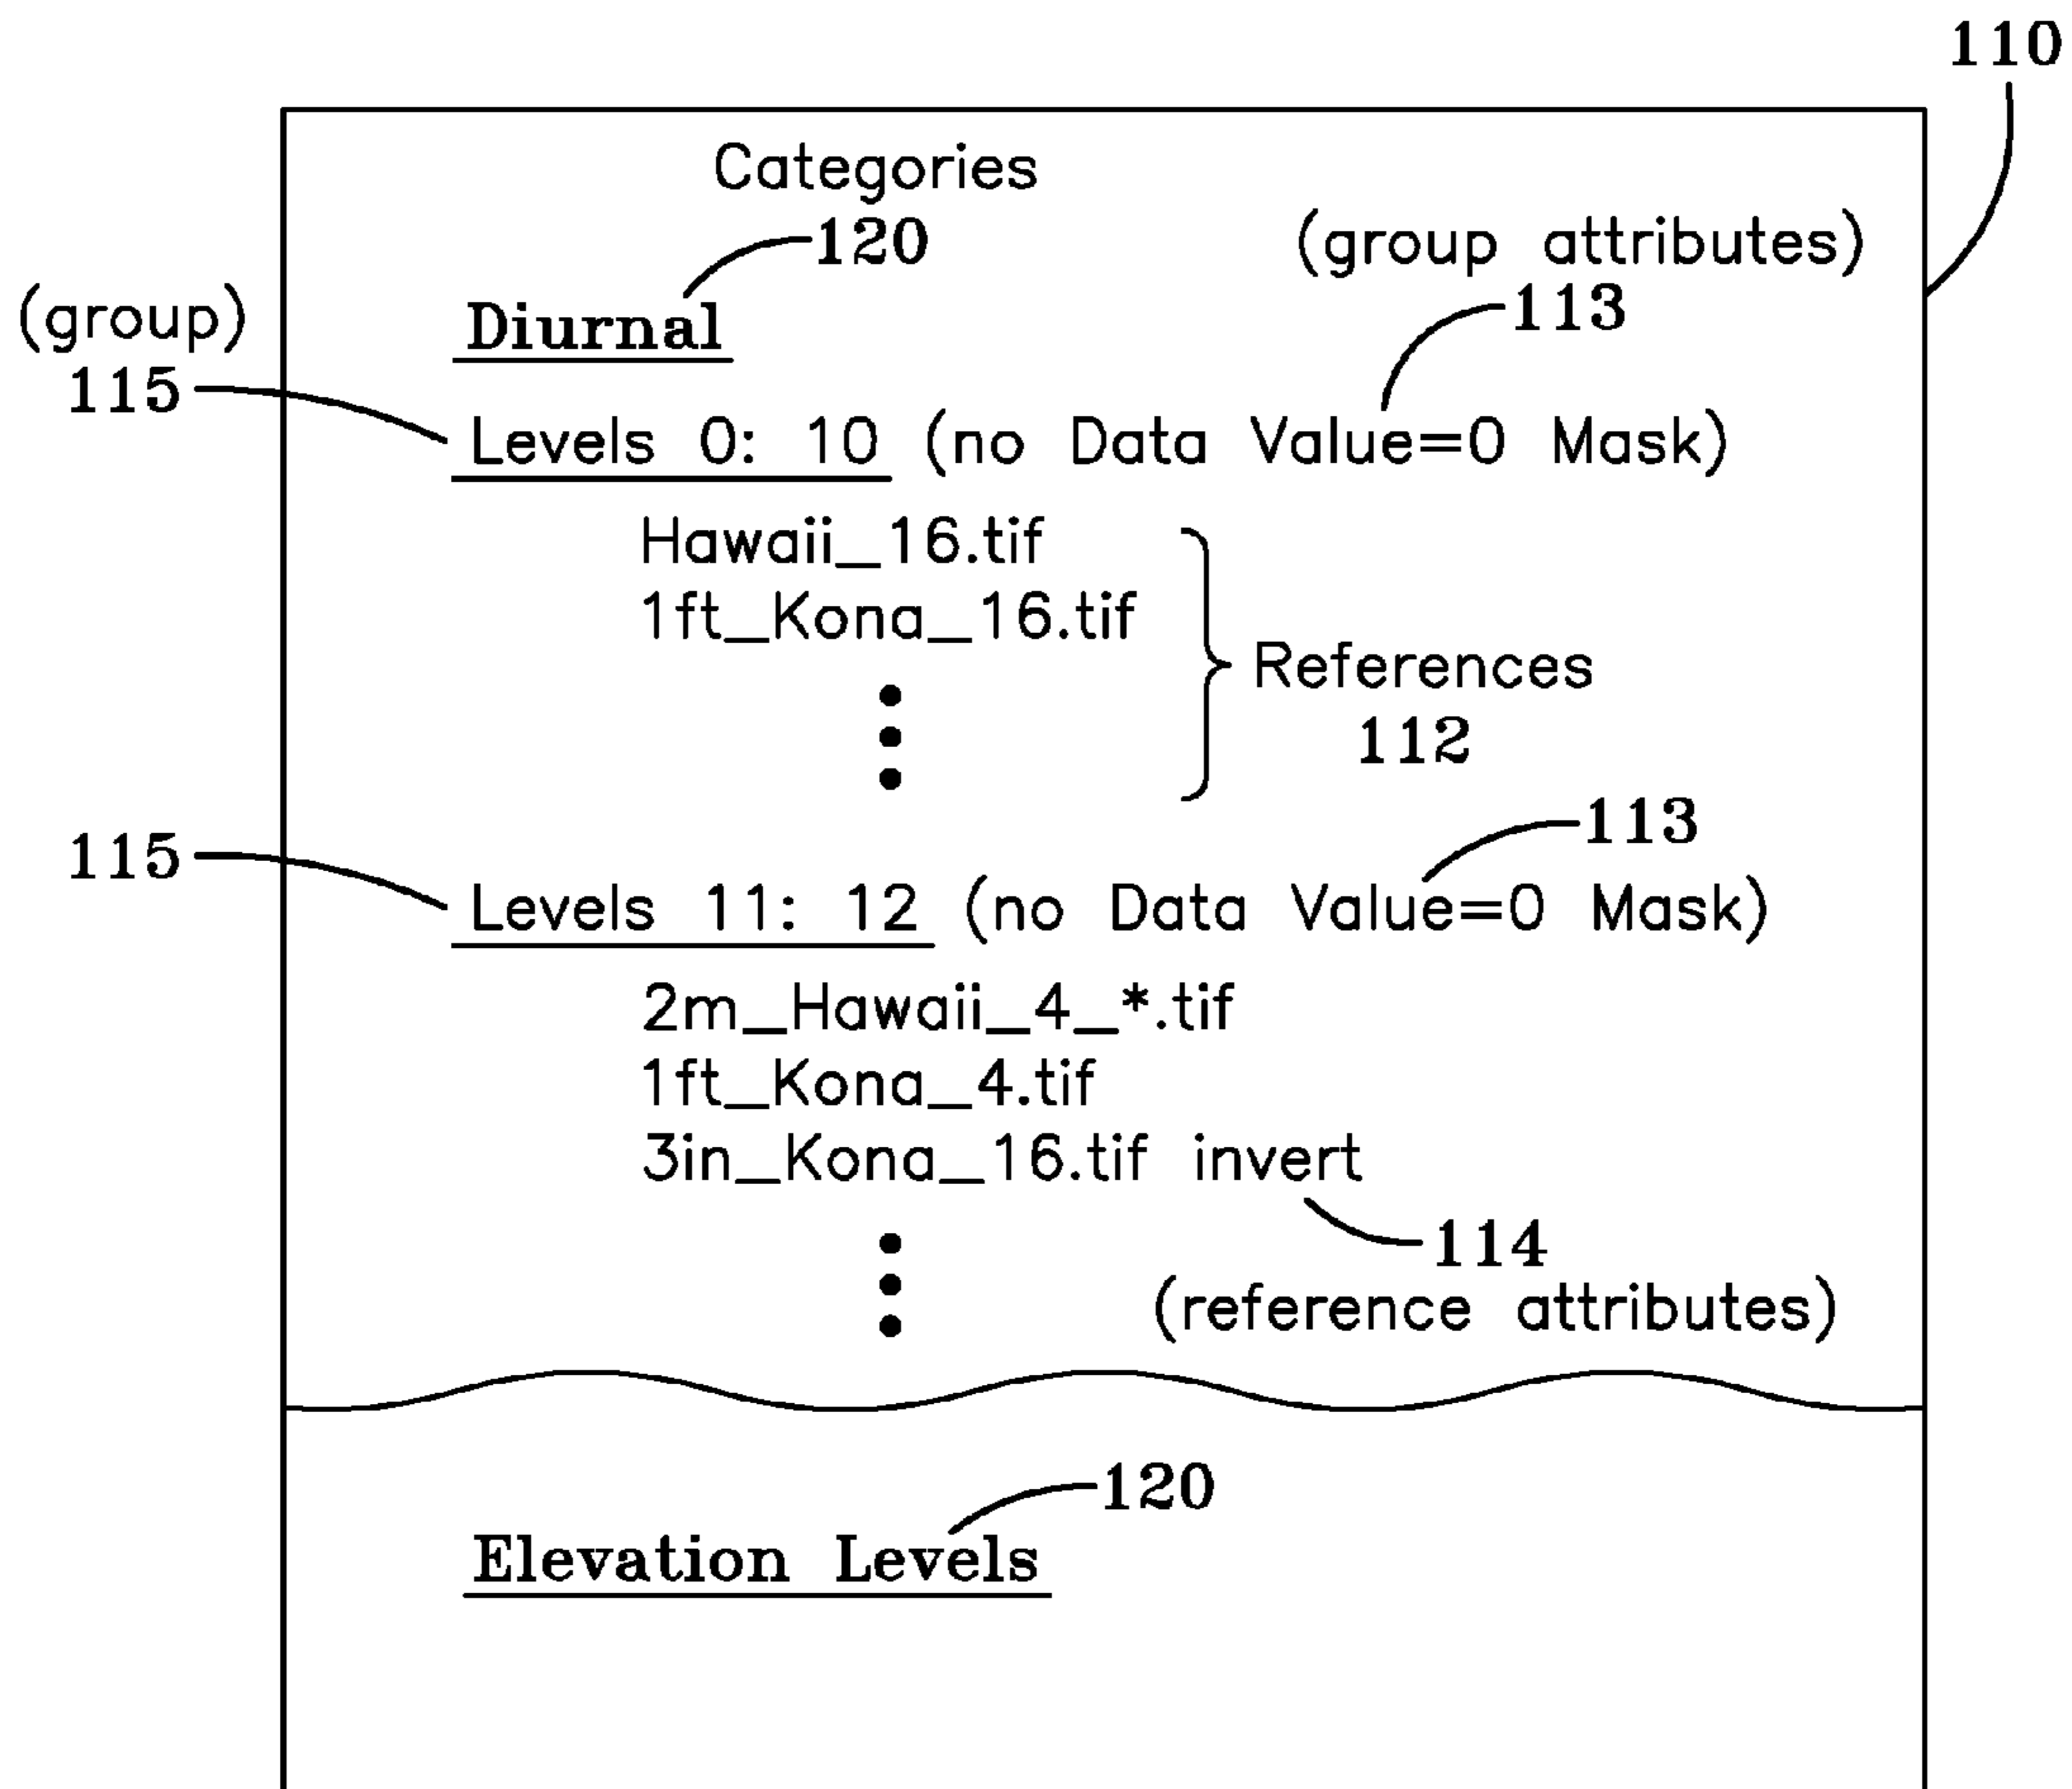 110
Categories
120
(group attributes)
113
(group)
115
Diurnal
Levels 0: 10 (no Data Value=0 Mask)
Hawaii_16.tif
1ft_Kona_16.tif
References
112
113
115
Levels 11: 12 (no Data Value=0 Mask)
2m_Hawaii_4_*.tif
1ft_Kona_4.tif
3in_Kona_16.tif invert
114
(reference attributes)
120
Elevation Levels